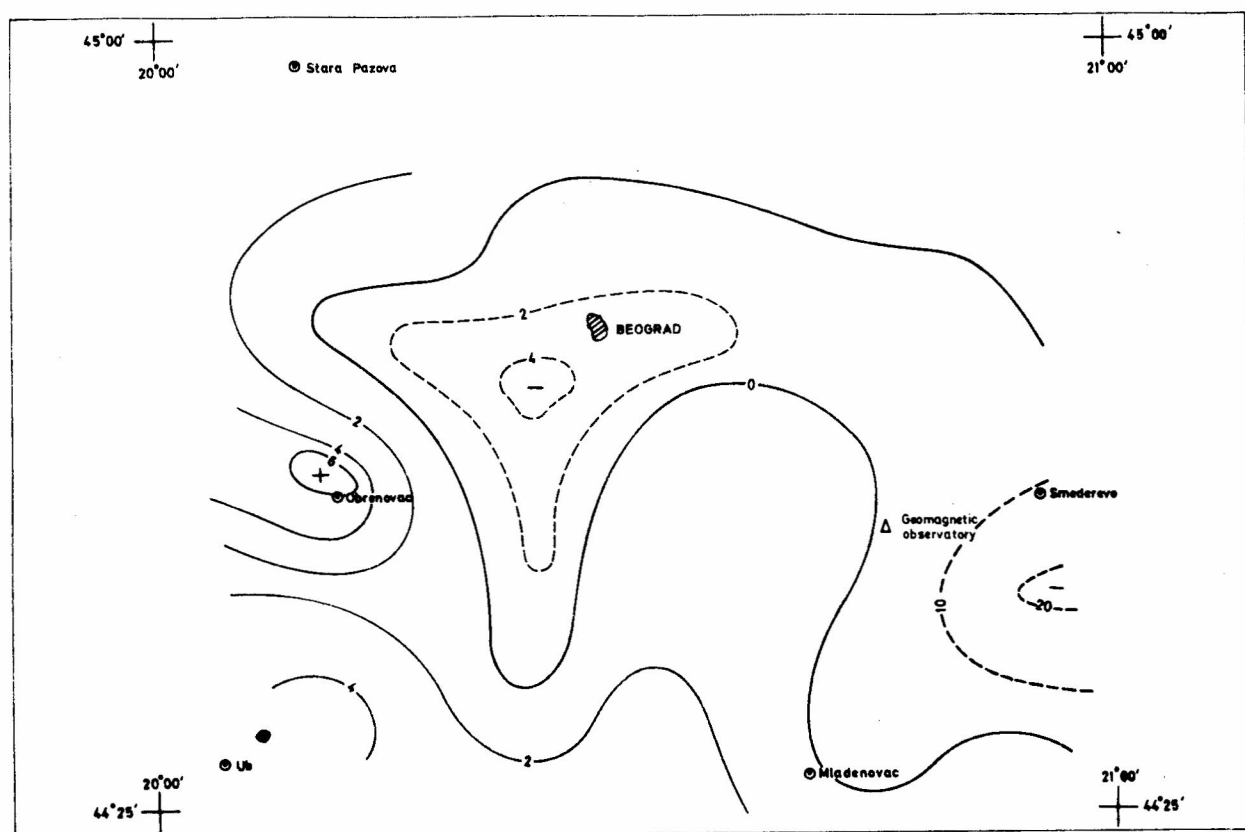 45°00'
20°00'
45°00'
21°00'
Stara Pazova
2
BEOGRAD
4
−
0
2
4
6
+
Obrenovac
Smederevo
Geomagnetic
observatory
−
20
10
4
2
Ub
Mladenovac
20°00'
44°25'
21°00'
44°25'